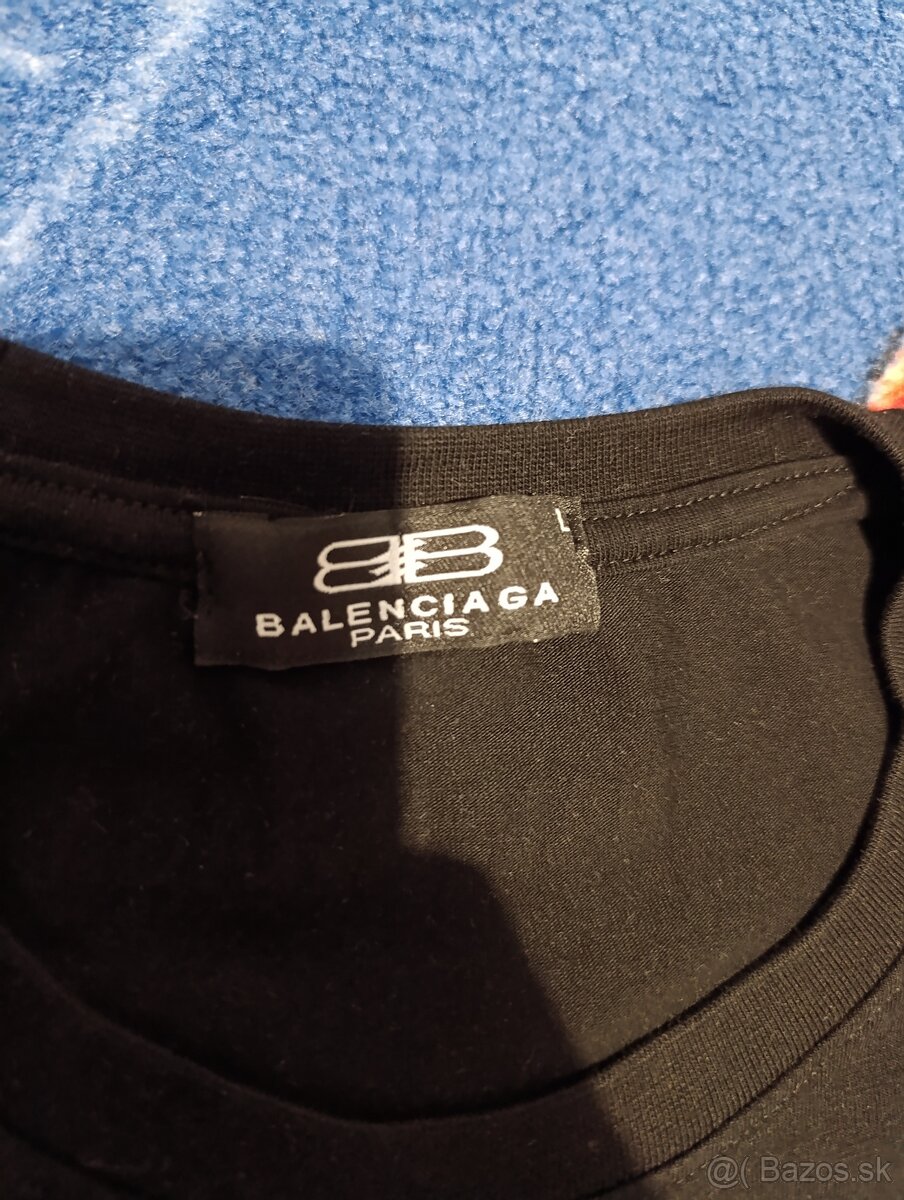 BB
L
BALENCIAGA
PARIS
@( Bazos.sk